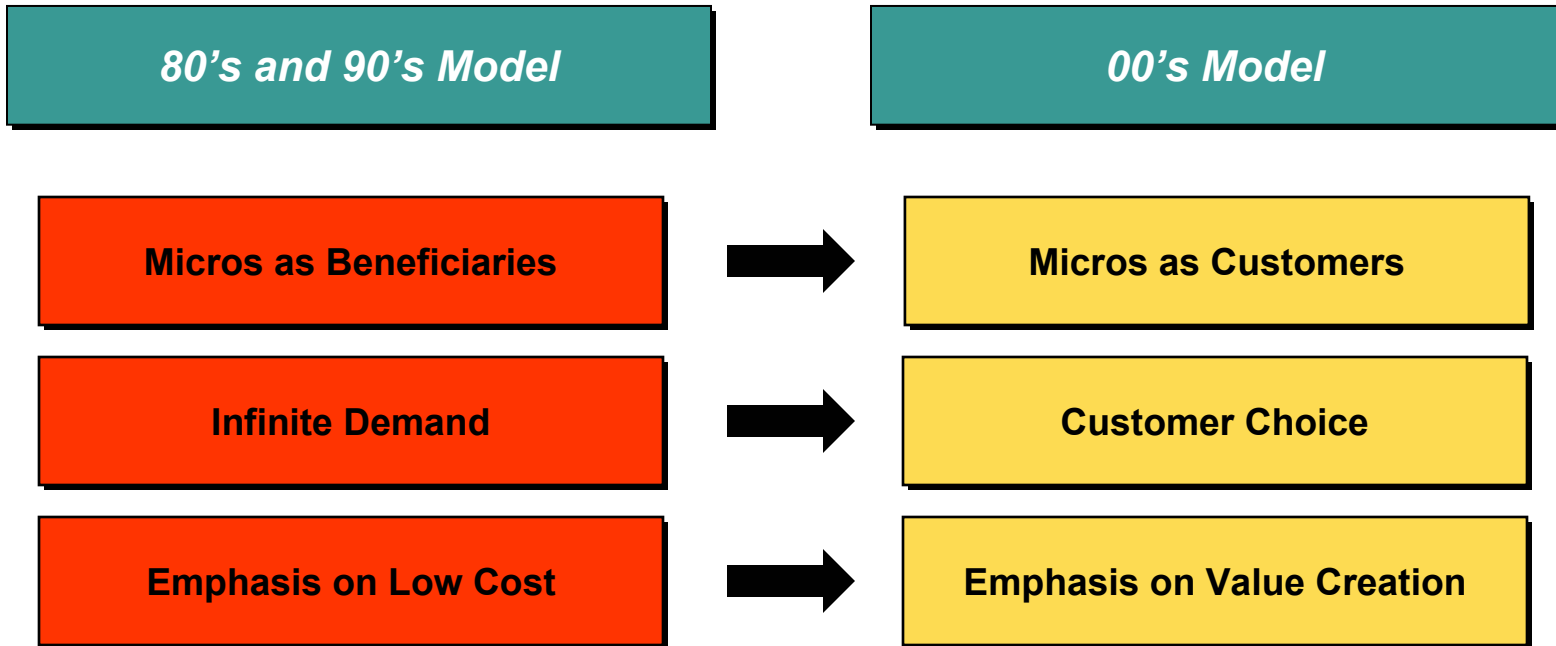 80’s and 90’s Model
00’s Model
Micros as Beneficiaries
Micros as Customers
Infinite Demand
Customer Choice
Emphasis on Low Cost
Emphasis on Value Creation